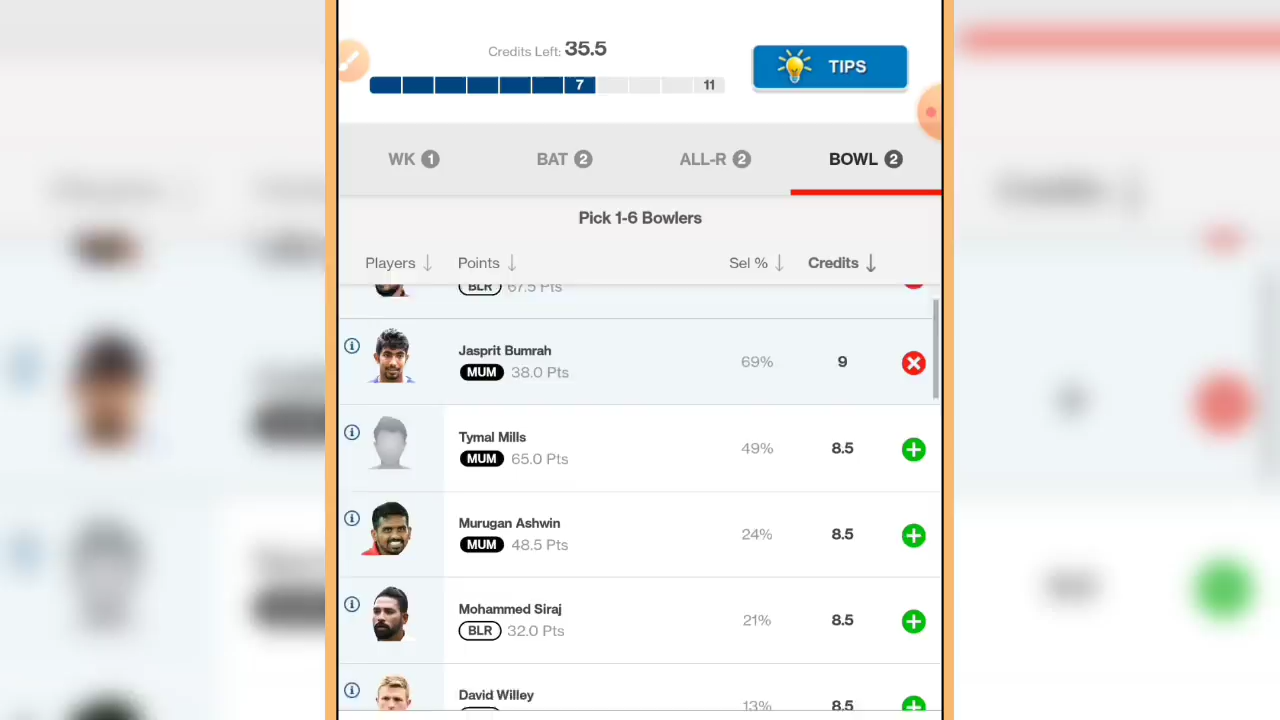 Credits Left: 35.5
TIPS
7
11
WK 1
BAT 2
ALL-R 2
BOWL 2
Pick 1-6 Bowlers
Players ↓
Points ↓
Sel % ↓
Credits ↓
BLR 67.5 Pts
Jasprit Bumrah
MUM 38.0 Pts
69%
9
Tymal Mills
MUM 65.0 Pts
49%
8.5
Murugan Ashwin
MUM 48.5 Pts
24%
8.5
Mohammed Siraj
BLR 32.0 Pts
21%
8.5
David Willey
13%
8.5